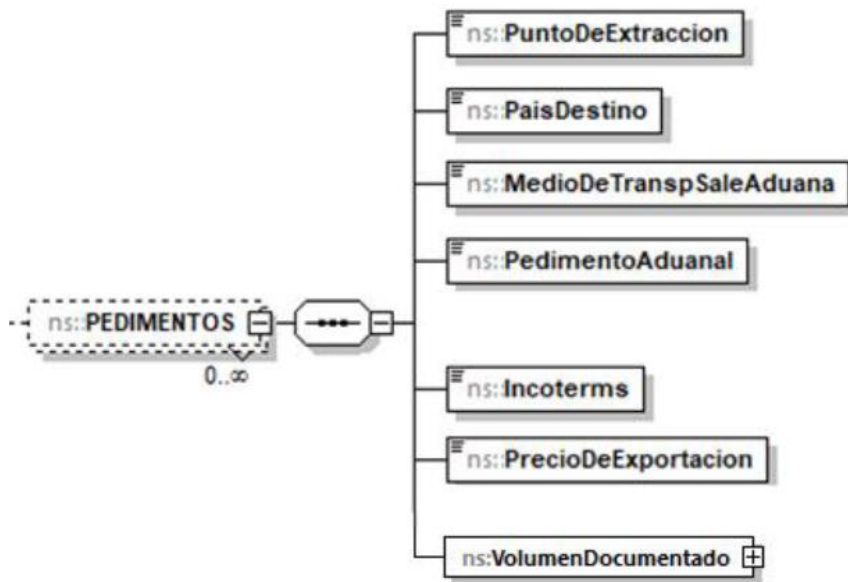 ns::PuntoDeExtraccion
ns::PaisDestino
ns::MedioDeTranspSaleAduana
ns::PedimentoAduanal
ns::PEDIMENTOS
0..∞
ns::Incoterms
ns::PrecioDeExportacion
ns:VolumenDocumentado